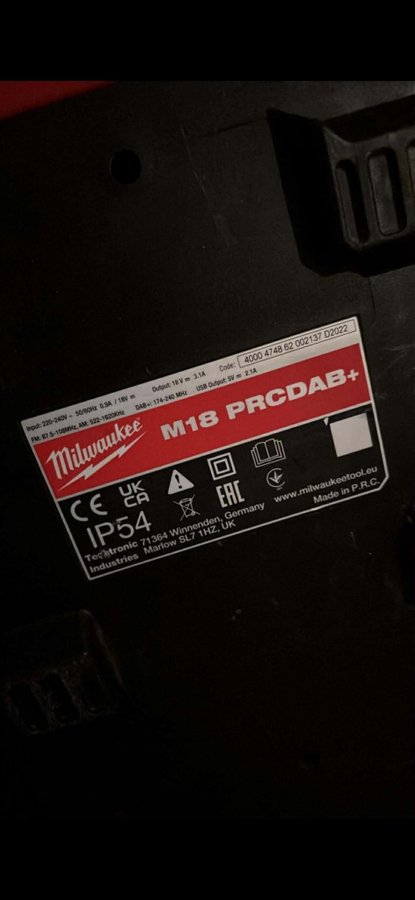 Input: 220-240V ~ 50/60Hz 0.9A / 18V ⎓ Output: 18 V ⎓ 3.1A Code: 4000 4748 62 002137 D2022
FM: 87.5-108MHz, AM: 522-1620KHz DAB+: 174-240 MHz USB Output: 5V ⎓ 2.1A
Milwaukee M18 PRCDAB+
CE UK CA EAC
IP54 www.milwaukeetool.eu
Techtronic 71364 Winnenden, Germany Made in P.R.C.
Industries Marlow SL7 1HZ, UK